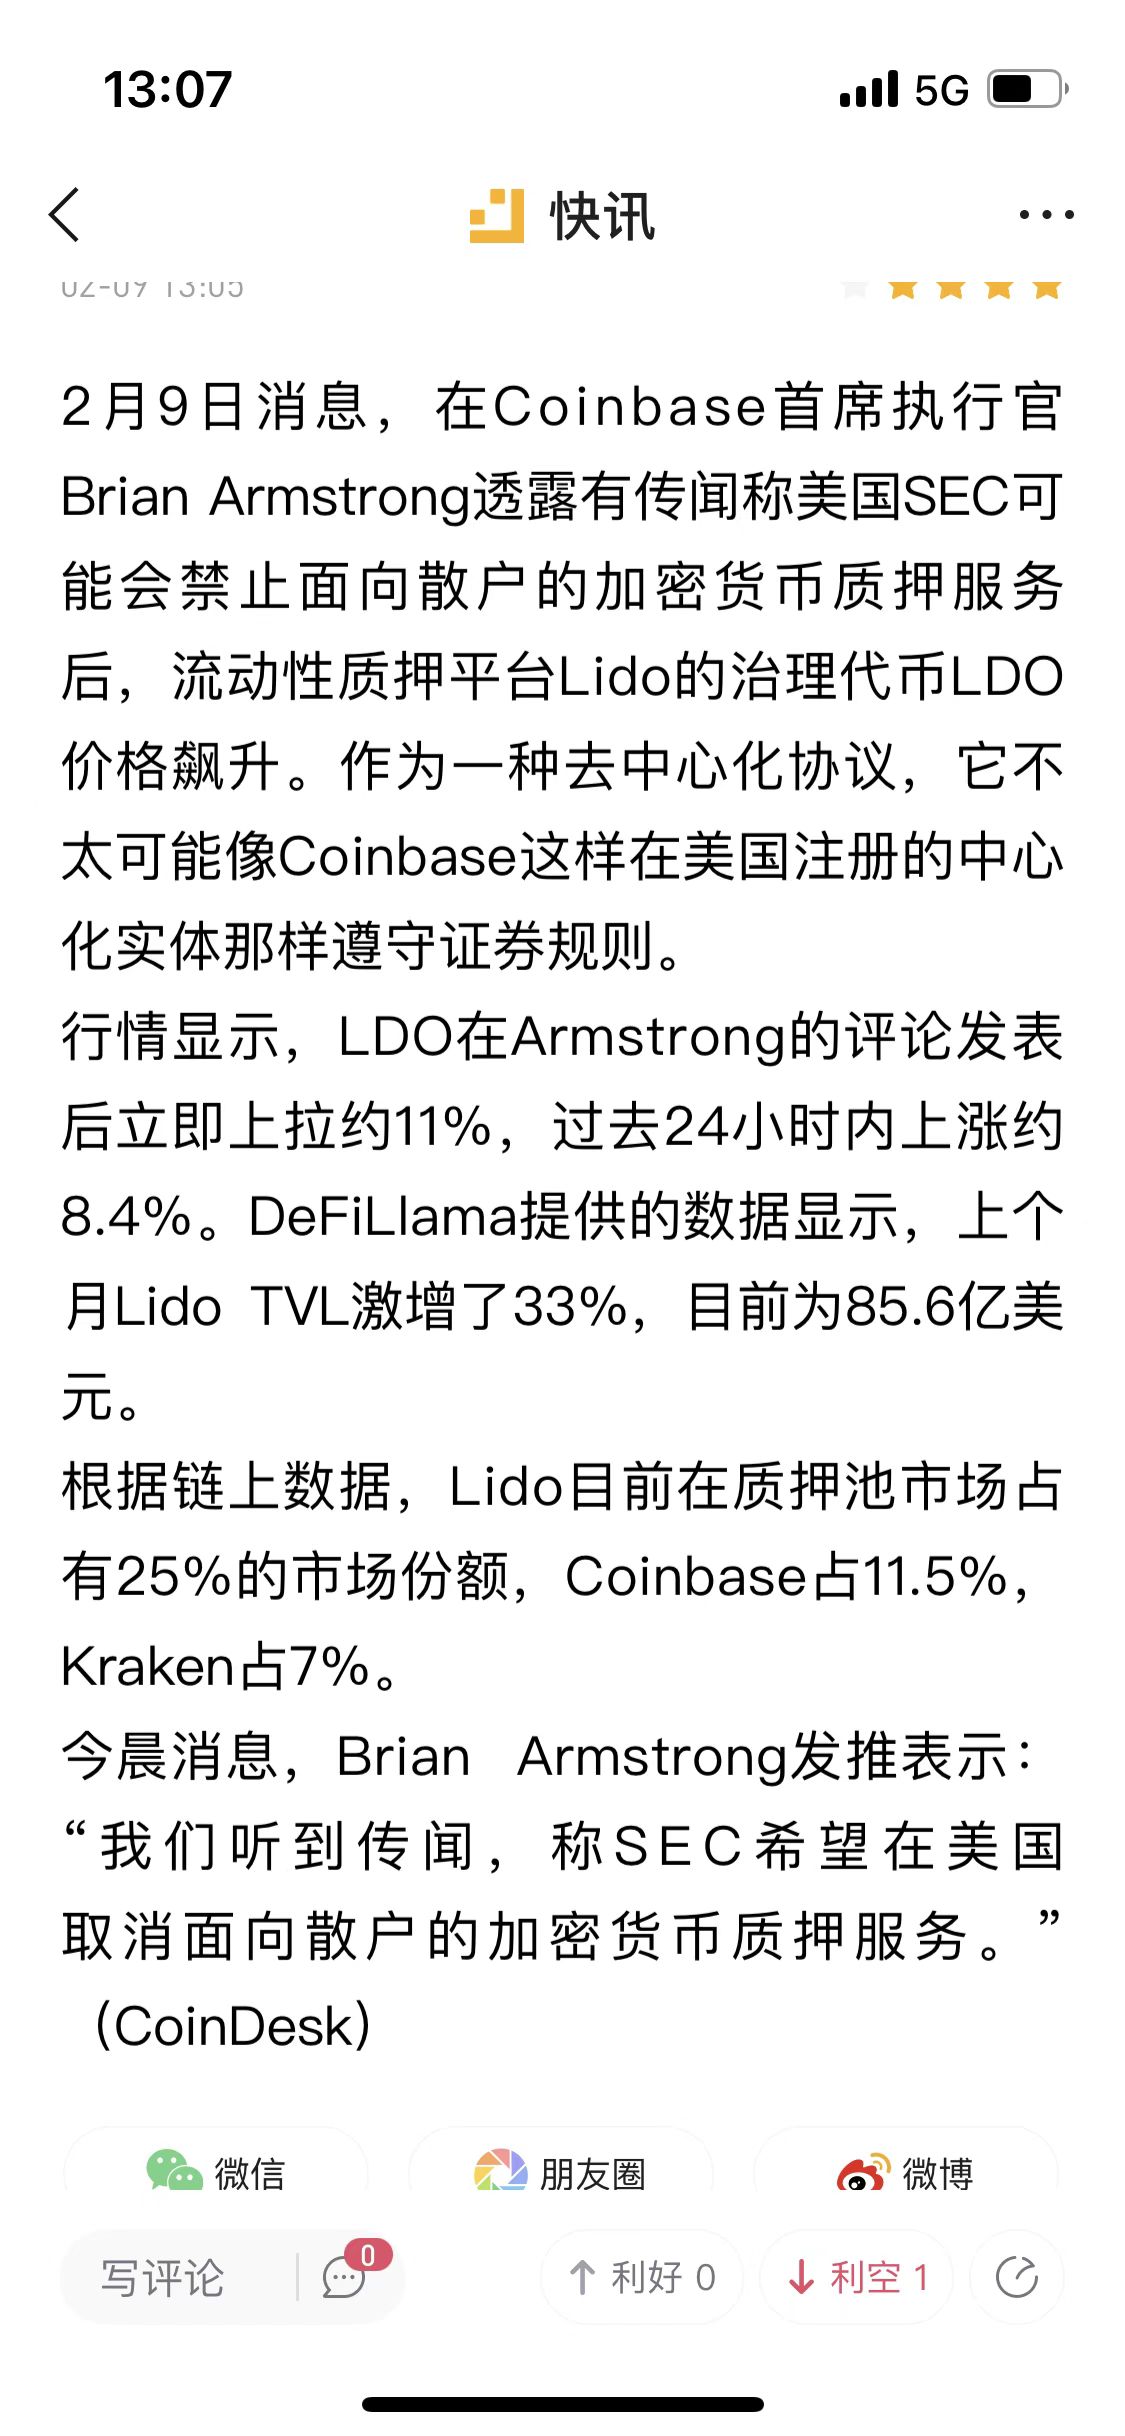 13:07
5G
快讯
02-09 13:05
2月9日消息，在Coinbase首席执行官
Brian Armstrong透露有传闻称美国SEC可
能会禁止面向散户的加密货币质押服务
后，流动性质押平台Lido的治理代币LDO
价格飙升。作为一种去中心化协议，它不
太可能像Coinbase这样在美国注册的中心
化实体那样遵守证券规则。
行情显示，LDO在Armstrong的评论发表
后立即上拉约11%，过去24小时内上涨约
8.4%。DeFiLlama提供的数据显示，上个
月Lido TVL激增了33%，目前为85.6亿美
元。
根据链上数据，Lido目前在质押池市场占
有25%的市场份额，Coinbase占11.5%，
Kraken占7%。
今晨消息，Brian Armstrong发推表示：
“我们听到传闻，称SEC希望在美国
取消面向散户的加密货币质押服务。”
（CoinDesk）
微信 朋友圈 微博
写评论 0 利好 0 利空 1